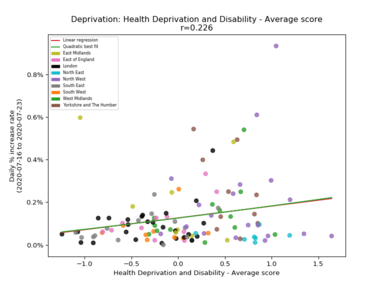 Deprivation: Health Deprivation and Disability - Average score
r=0.226
Daily % increase rate
(2020-07-16 to 2020-07-23)
Linear regression
Quadratic best fit
East Midlands
East of England
London
North East
North West
South East
South West
West Midlands
Yorkshire and The Humber
0.8%
0.6%
0.4%
0.2%
0.0%
−1.0
−0.5
0.0
0.5
1.0
1.5
Health Deprivation and Disability - Average score